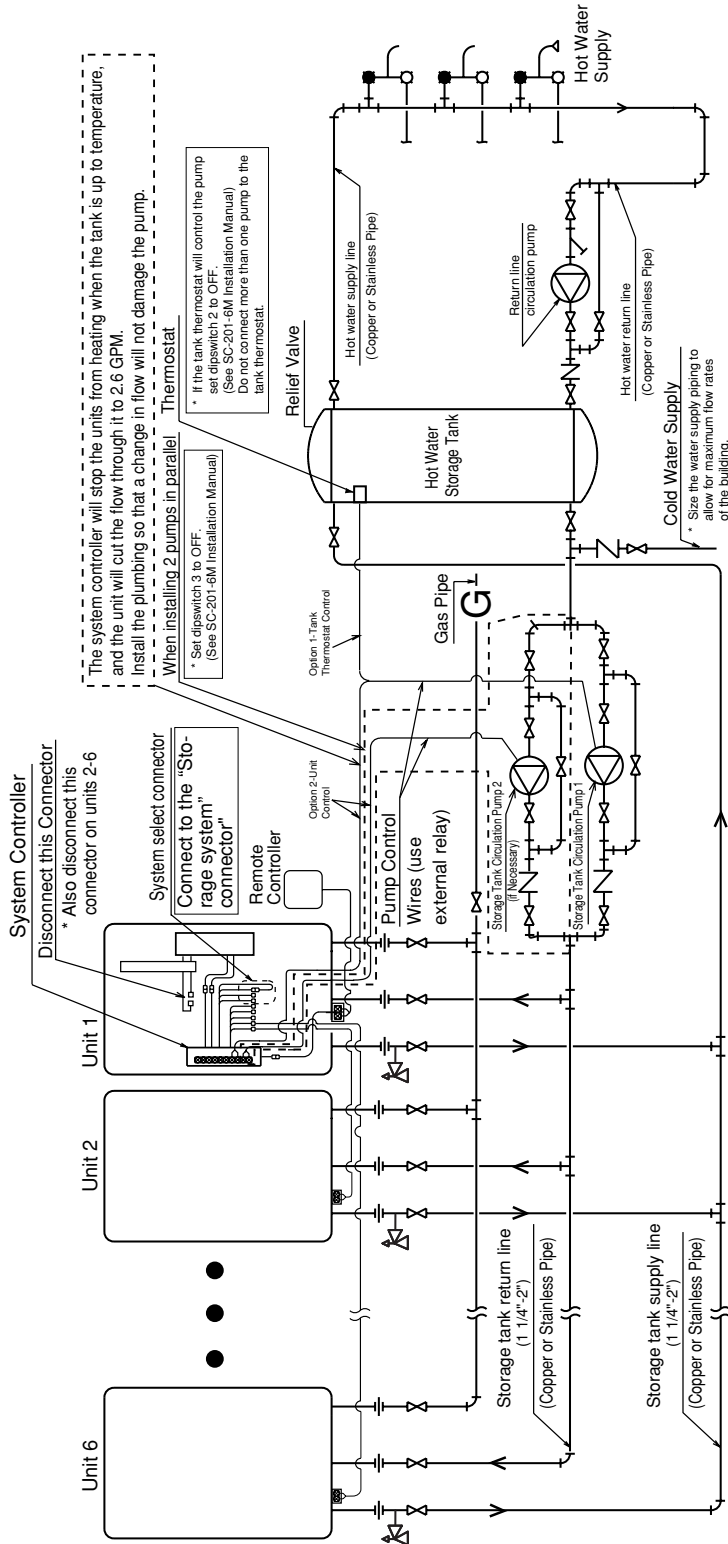 The system controller will stop the units from heating when the tank is up to temperature,
and the unit will cut the flow through it to 2.6 GPM.
Install the plumbing so that a change in flow will not damage the pump.
System Controller
Disconnect this Connector
* Also disconnect this
connector on units 2-6
System select connector
Connect to the "Sto-
rage system"
connector"
Remote
Controller
When installing 2 pumps in parallel
* Set dipswitch 3 to OFF.
(See SC-201-6M Installation Manual)
Thermostat
* If the tank thermostat will control the pump
set dipswitch 2 to OFF.
(See SC-201-6M Installation Manual)
Do not connect more than one pump to the
tank thermostat.
Unit 6
Unit 2
Unit 1
Option 2-Unit
Control
Option 1-Tank
Thermostat Control
Pump Control
Wires (use
external relay)
Gas Pipe
G
Relief Valve
Hot Water
Storage Tank
Hot water supply line
(Copper or Stainless Pipe)
Hot Water
Supply
Return line
circulation pump
Hot water return line
(Copper or Stainless Pipe)
Storage Tank Circulation Pump 2
(if Necessary)
Storage Tank Circulation Pump 1
Cold Water Supply
* Size the water supply piping to
allow for maximum flow rates
of the building.
Storage tank return line
(1 1/4"-2")
(Copper or Stainless Pipe)
Storage tank supply line
(1 1/4"-2")
(Copper or Stainless Pipe)